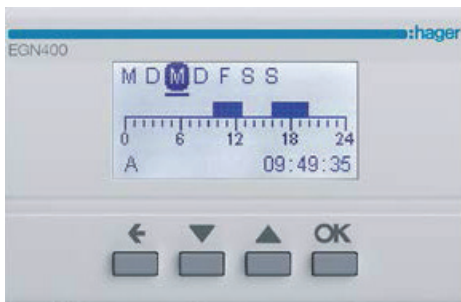 :hager
EGN400
M D M D F S S
0 6 12 18 24
A 09:49:35
OK